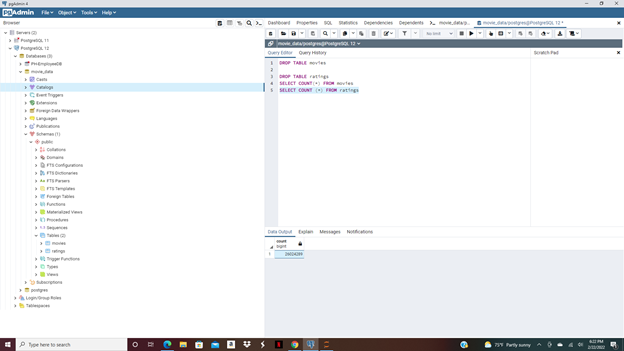 pgAdmin 4
pgAdmin
File
Object
Tools
Help
Browser
Dashboard
Properties
SQL
Statistics
Dependencies
Dependents
movie_data/p...
movie_data/postgres@PostgreSQL 12 *
Servers (2)
PostgreSQL 11
PostgreSQL 12
Databases (3)
PH-EmployeeDB
movie_data
Casts
Catalogs
Event Triggers
Extensions
Foreign Data Wrappers
Languages
Publications
Schemas (1)
public
Collations
Domains
FTS Configurations
FTS Dictionaries
FTS Parsers
FTS Templates
Foreign Tables
Functions
Materialized Views
Procedures
Sequences
Tables (2)
movies
ratings
Trigger Functions
Types
Views
Subscriptions
postgres
Login/Group Roles
Tablespaces
No limit
movie_data/postgres@PostgreSQL 12
Query Editor
Query History
Scratch Pad
1 DROP TABLE movies
2
3 DROP TABLE ratings
4 SELECT COUNT(*) FROM movies
5 SELECT COUNT (*) FROM ratings
Data Output
Explain
Messages
Notifications
count
bigint
1 26024289
Type here to search
75°F Partly sunny
6:22 PM
2/22/2022